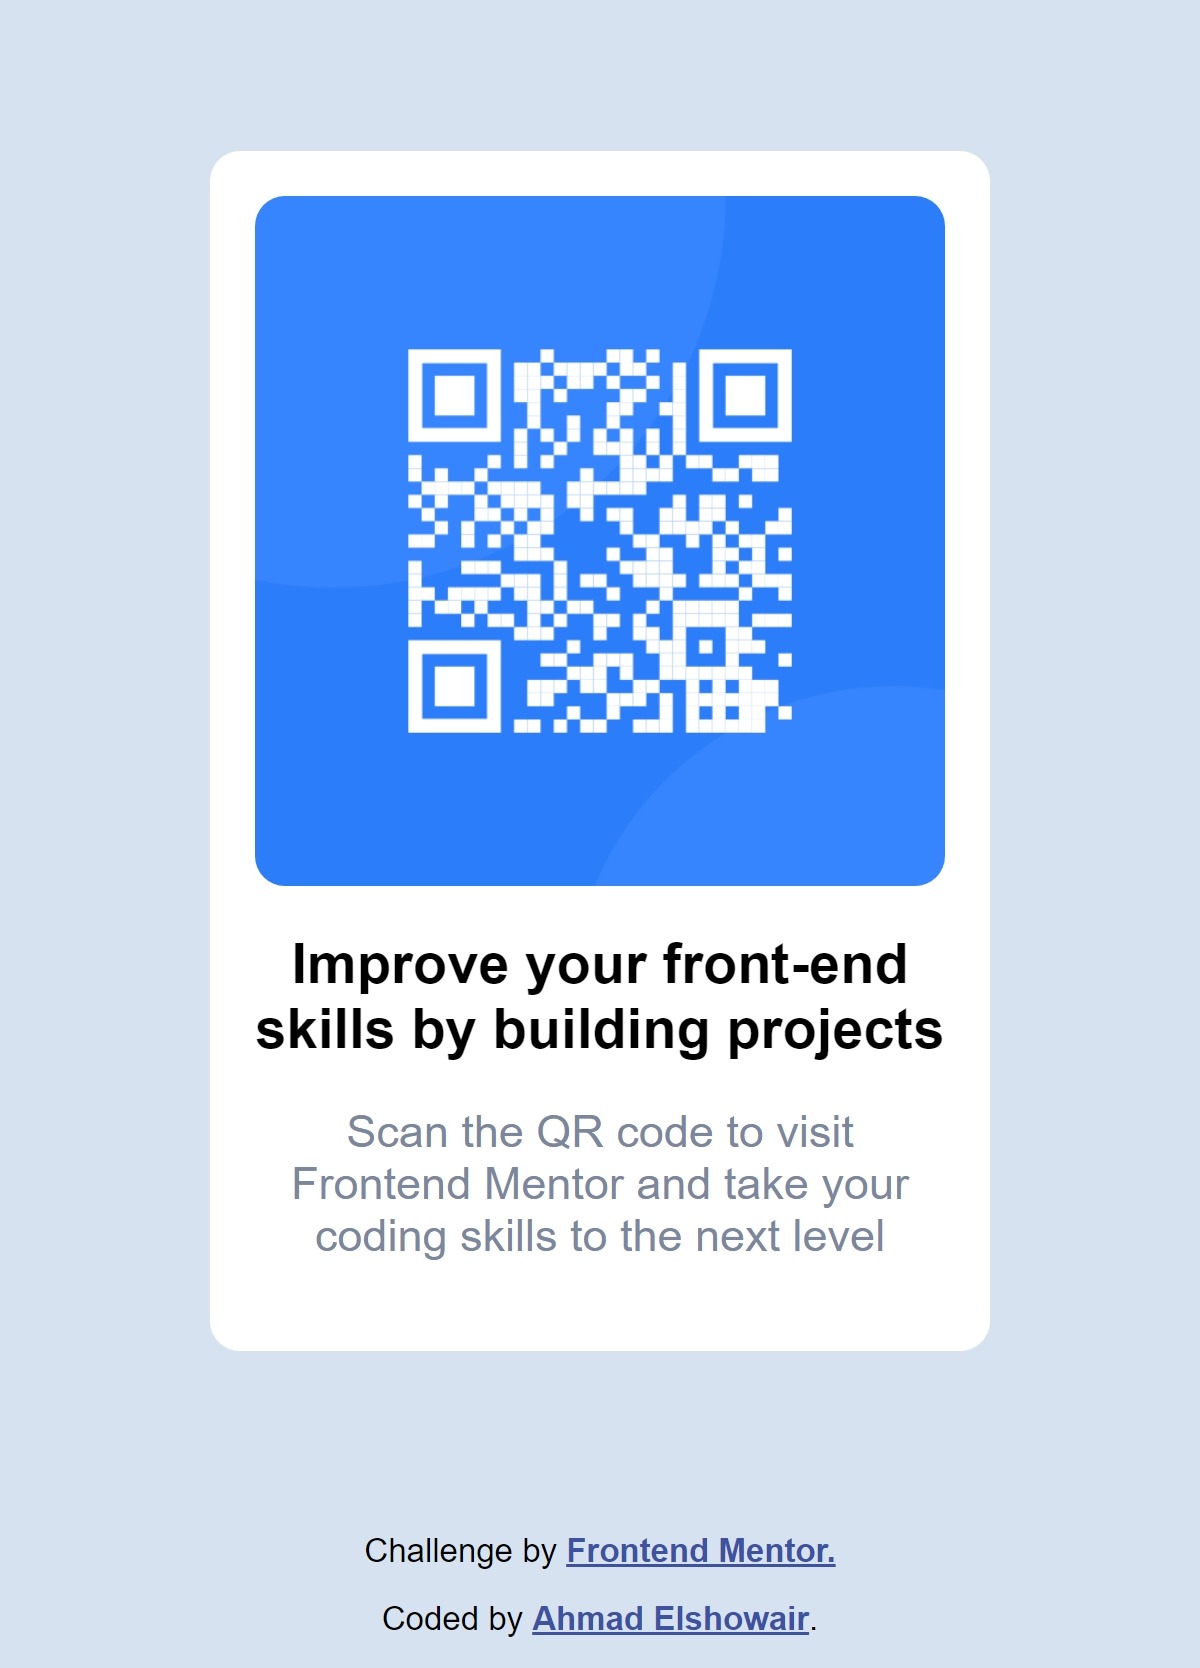 Improve your front-end
skills by building projects
Scan the QR code to visit
Frontend Mentor and take your
coding skills to the next level
Challenge by Frontend Mentor.
Coded by Ahmad Elshowair.